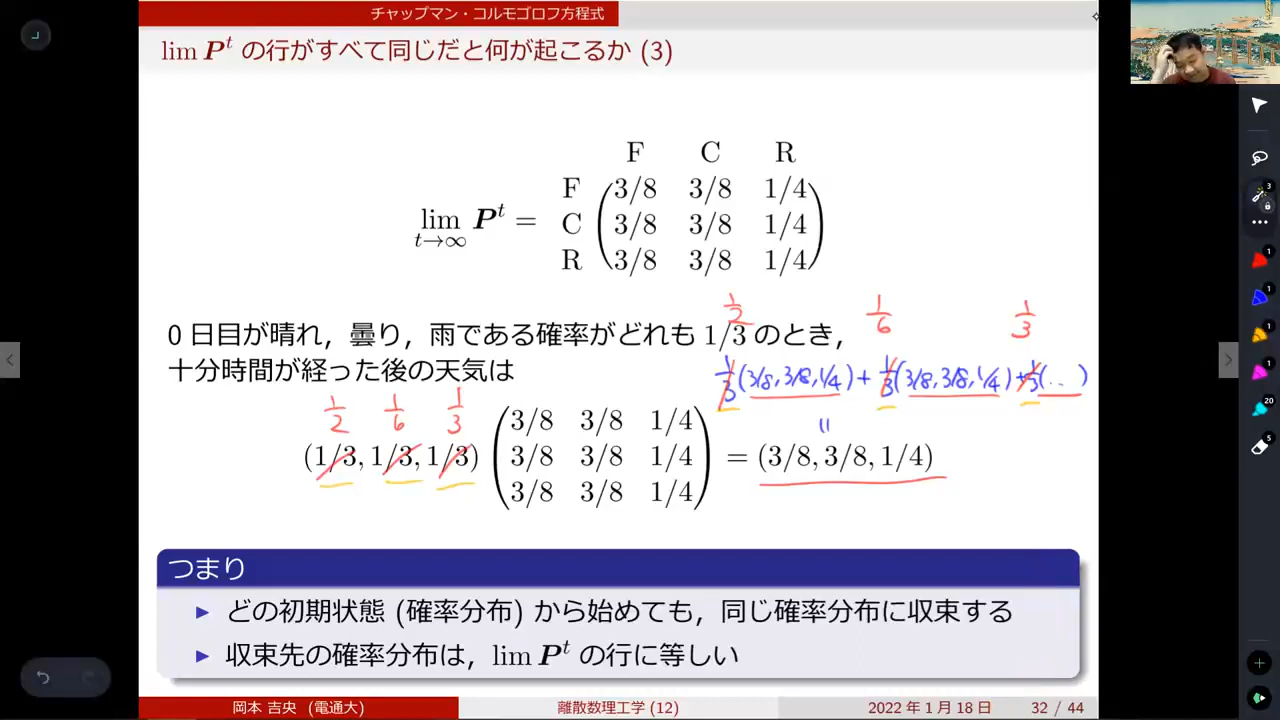 チャップマン・コルモゴロフ方程式
lim P^t の行がすべて同じだと何が起こるか (3)
F C R
F 3/8 3/8 1/4
lim t→∞ P^t = C 3/8 3/8 1/4
R 3/8 3/8 1/4
1/2 1/6 1/3
0 日目が晴れ，曇り，雨である確率がどれも 1/3 のとき，
十分時間が経った後の天気は
1/3 (3/8, 3/8, 1/4) + 1/3 (3/8, 3/8, 1/4) + 1/3 (...)
1/2 1/6 1/3
=
3/8 3/8 1/4
(1/3, 1/3, 1/3) 3/8 3/8 1/4 = (3/8, 3/8, 1/4)
3/8 3/8 1/4
つまり
▶ どの初期状態 (確率分布) から始めても，同じ確率分布に収束する
▶ 収束先の確率分布は，lim P^t の行に等しい
岡本 吉央 (電通大) 離散数理工学 (12) 2022 年 1 月 18 日 32 / 44
3
1
1
1
1
20
5